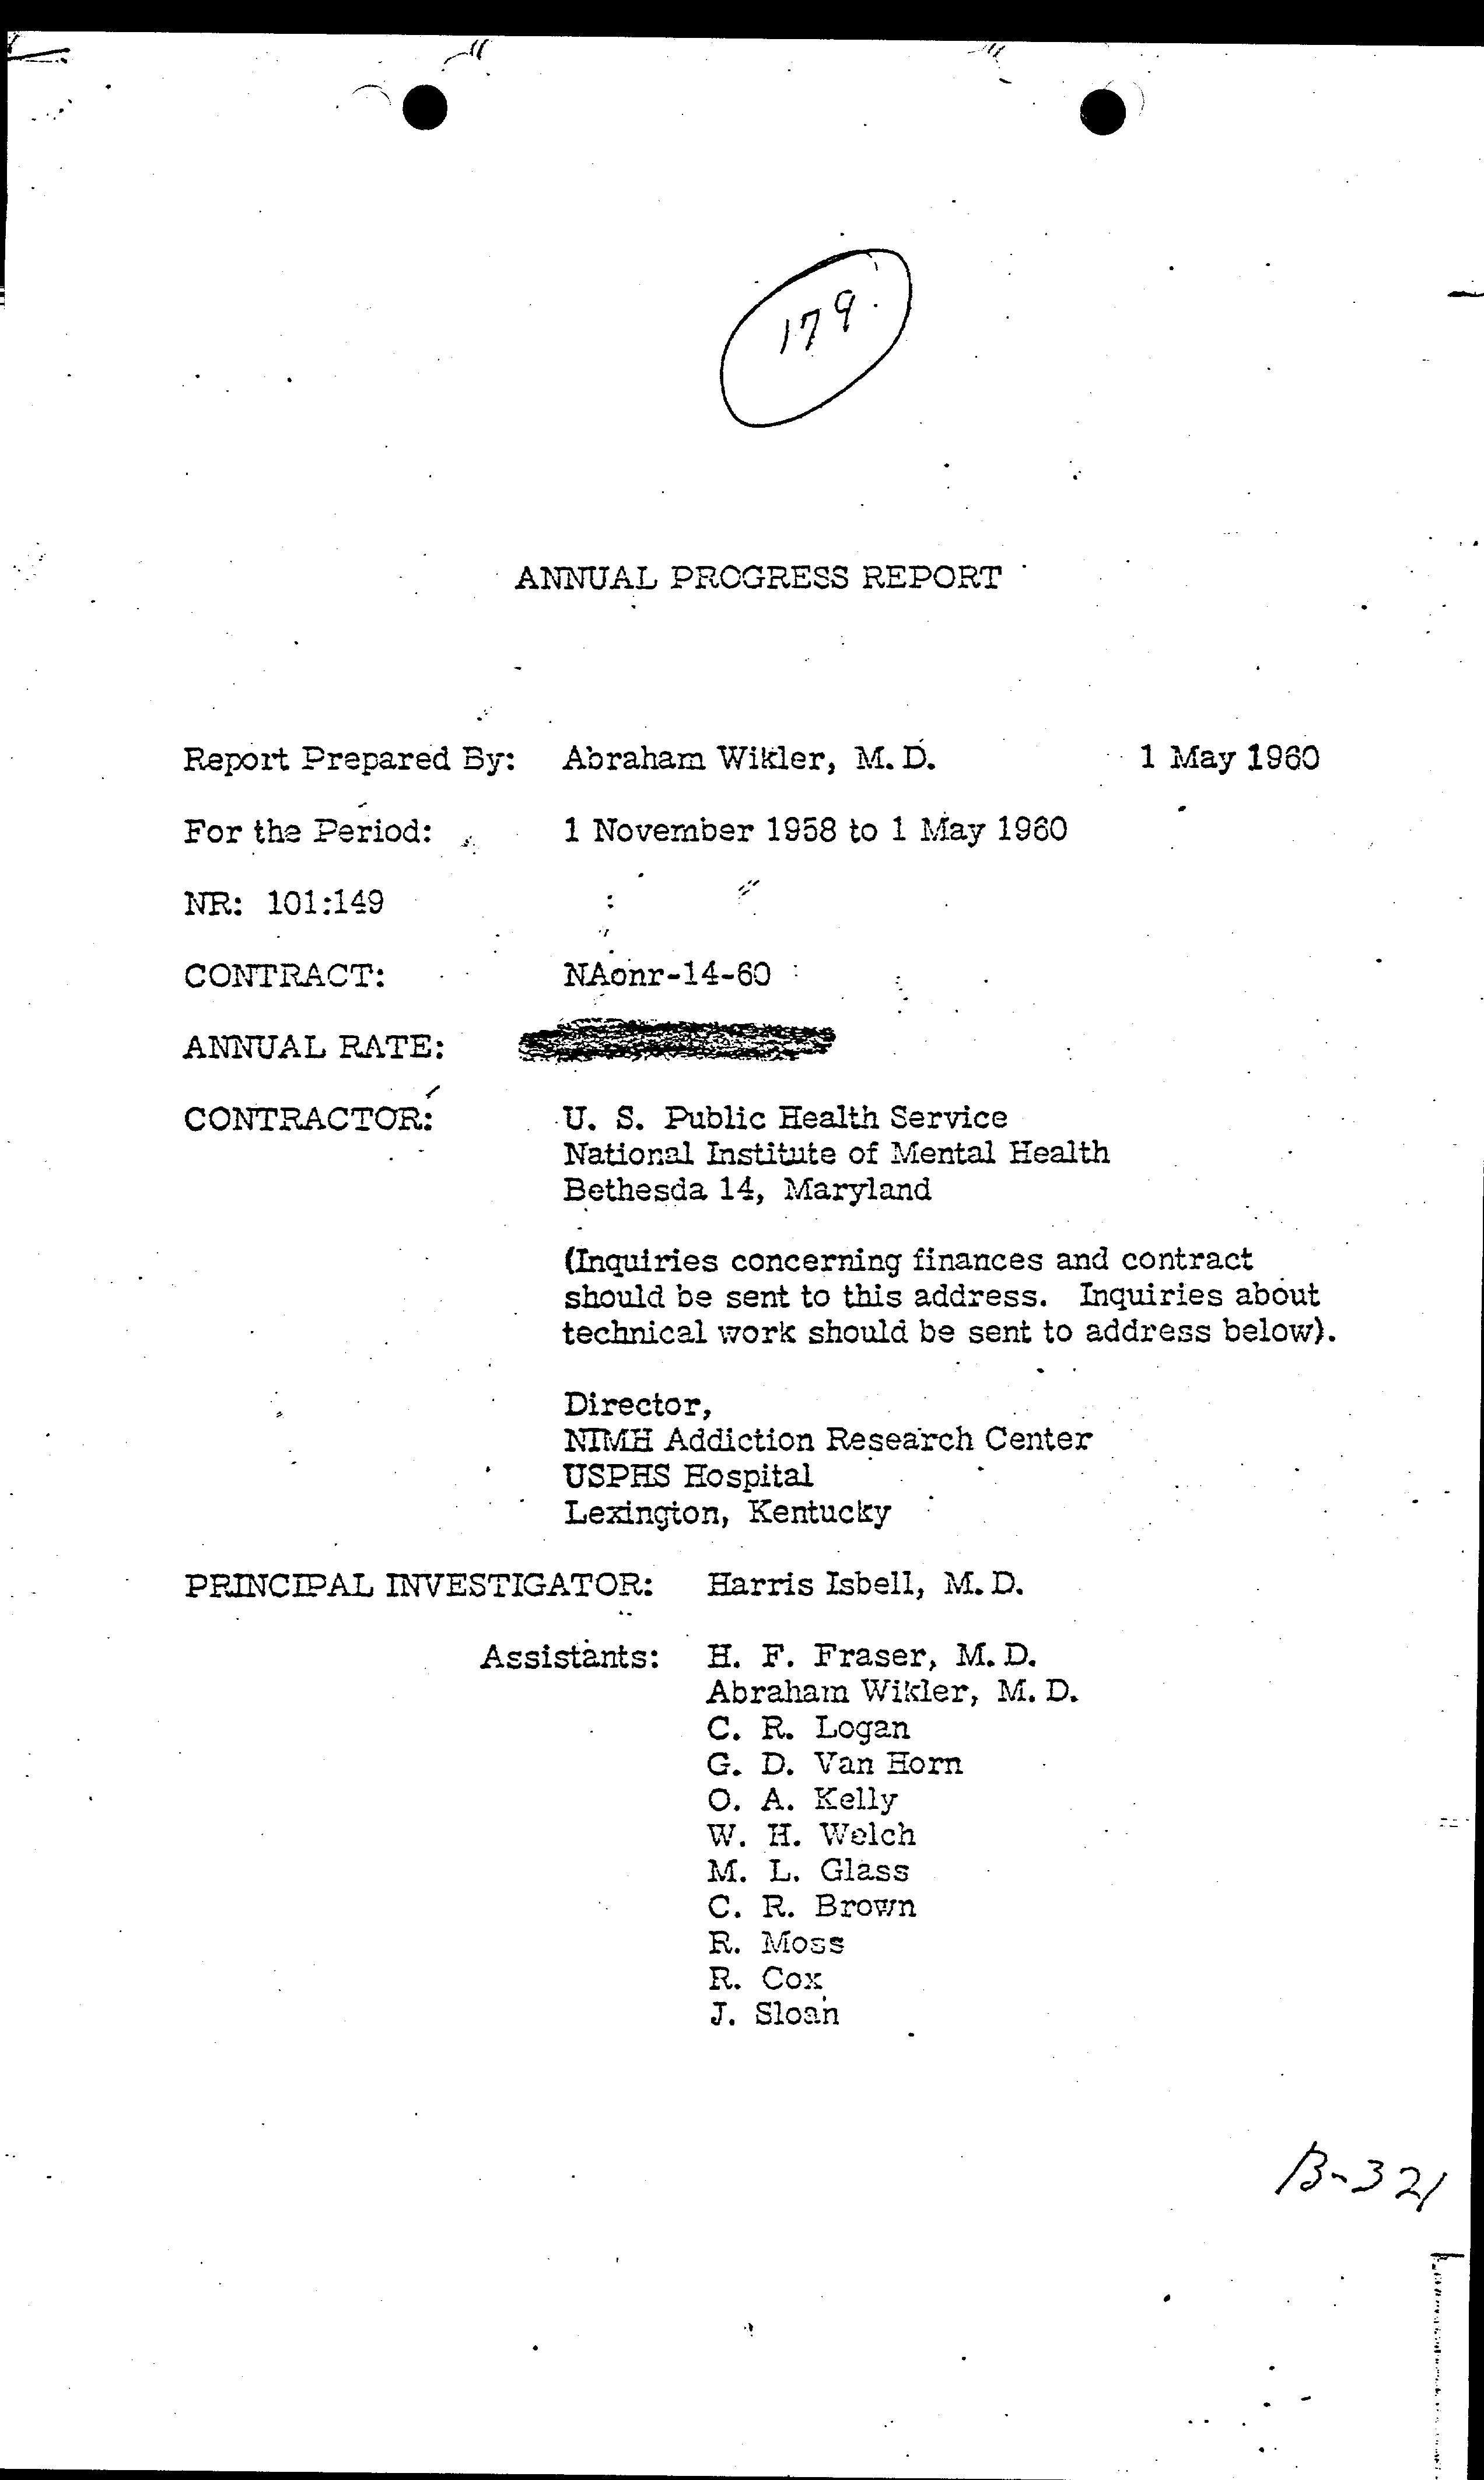 179.
ANNUAL PROGRESS REPORT
Report Prepared By: Abraham Wikler, M. D. 1 May 1960
For the Period: 1 November 1958 to 1 May 1960
NR: 101:149
CONTRACT: NAonr-14-60
ANNUAL RATE:
CONTRACTOR: U. S. Public Health Service
National Institute of Mental Health
Bethesda 14, Maryland
(Inquiries concerning finances and contract
should be sent to this address. Inquiries about
technical work should be sent to address below).
Director,
NIMH Addiction Research Center
USPHS Hospital
Lexington, Kentucky
PRINCIPAL INVESTIGATOR: Harris Isbell, M. D.
Assistants: H. F. Fraser, M. D.
Abraham Wikler, M. D.
C. R. Logan
G. D. Van Horn
O. A. Kelly
W. H. Welch
M. L. Glass
C. R. Brown
R. Moss
R. Cox
J. Sloan
B-321